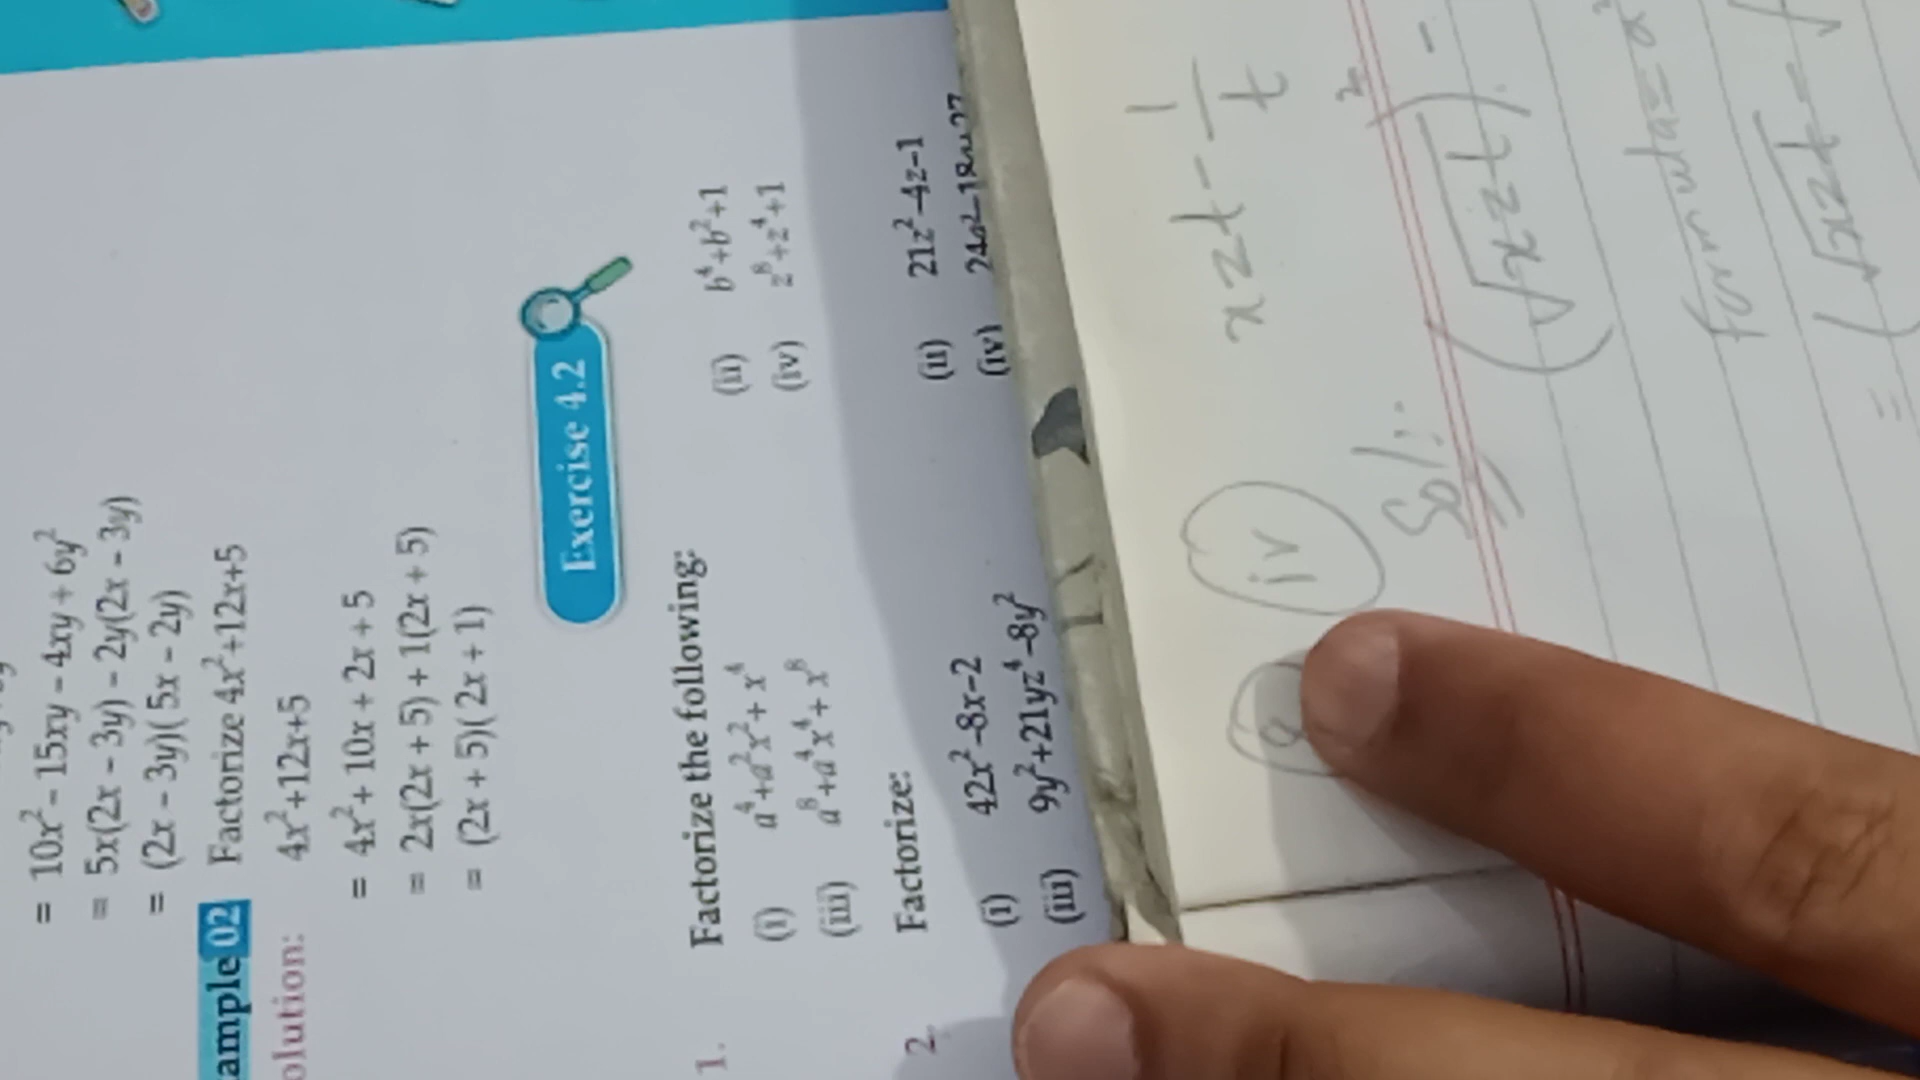 = 10x² − 15xy − 4xy + 6y²
= 5x(2x − 3y) − 2y(2x − 3y)
= (2x − 3y)(5x − 2y)
ample 02 Factorize 4x²+12x+5
olution: 4x²+12x+5
= 4x² + 10x + 2x + 5
= 2x(2x + 5) + 1(2x + 5)
= (2x + 5)(2x + 1)
Exercise 4.2
1. Factorize the following:
(i) a⁴+a²x²+x⁴ (ii) b⁴+b²+1
(iii) a⁸+a⁴x⁴+x⁸ (iv) z⁸+z⁴+1
2. Factorize:
(i) 42x²−8x−2 (ii) 21z²−4z−1
(iii) 9y²+21yz⁴−8y² (iv)
iv xzt − 1/t
Sol:
(√xzt)² −
formula = a²
= (√xzt −